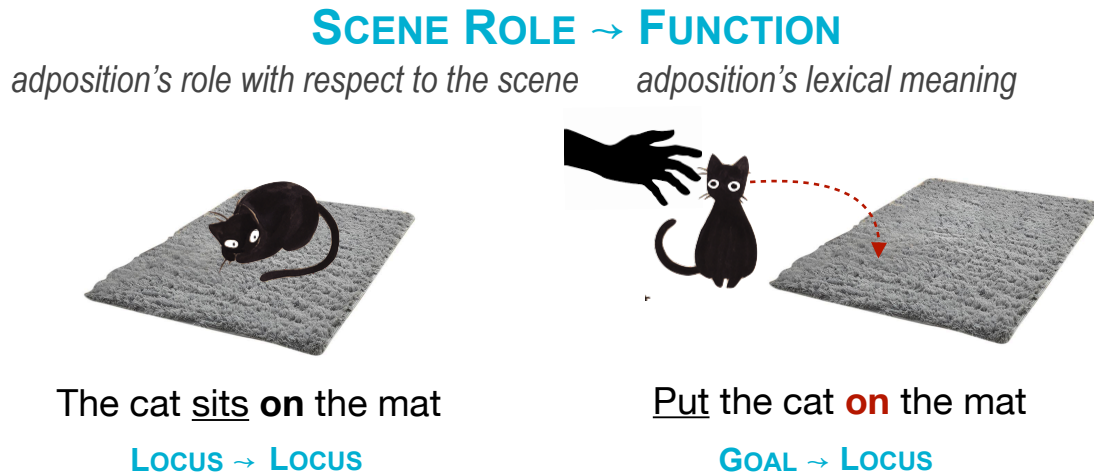 SCENE ROLE → FUNCTION
adposition's role with respect to the scene
adposition's lexical meaning
The cat sits on the mat
LOCUS → LOCUS
Put the cat on the mat
GOAL → LOCUS